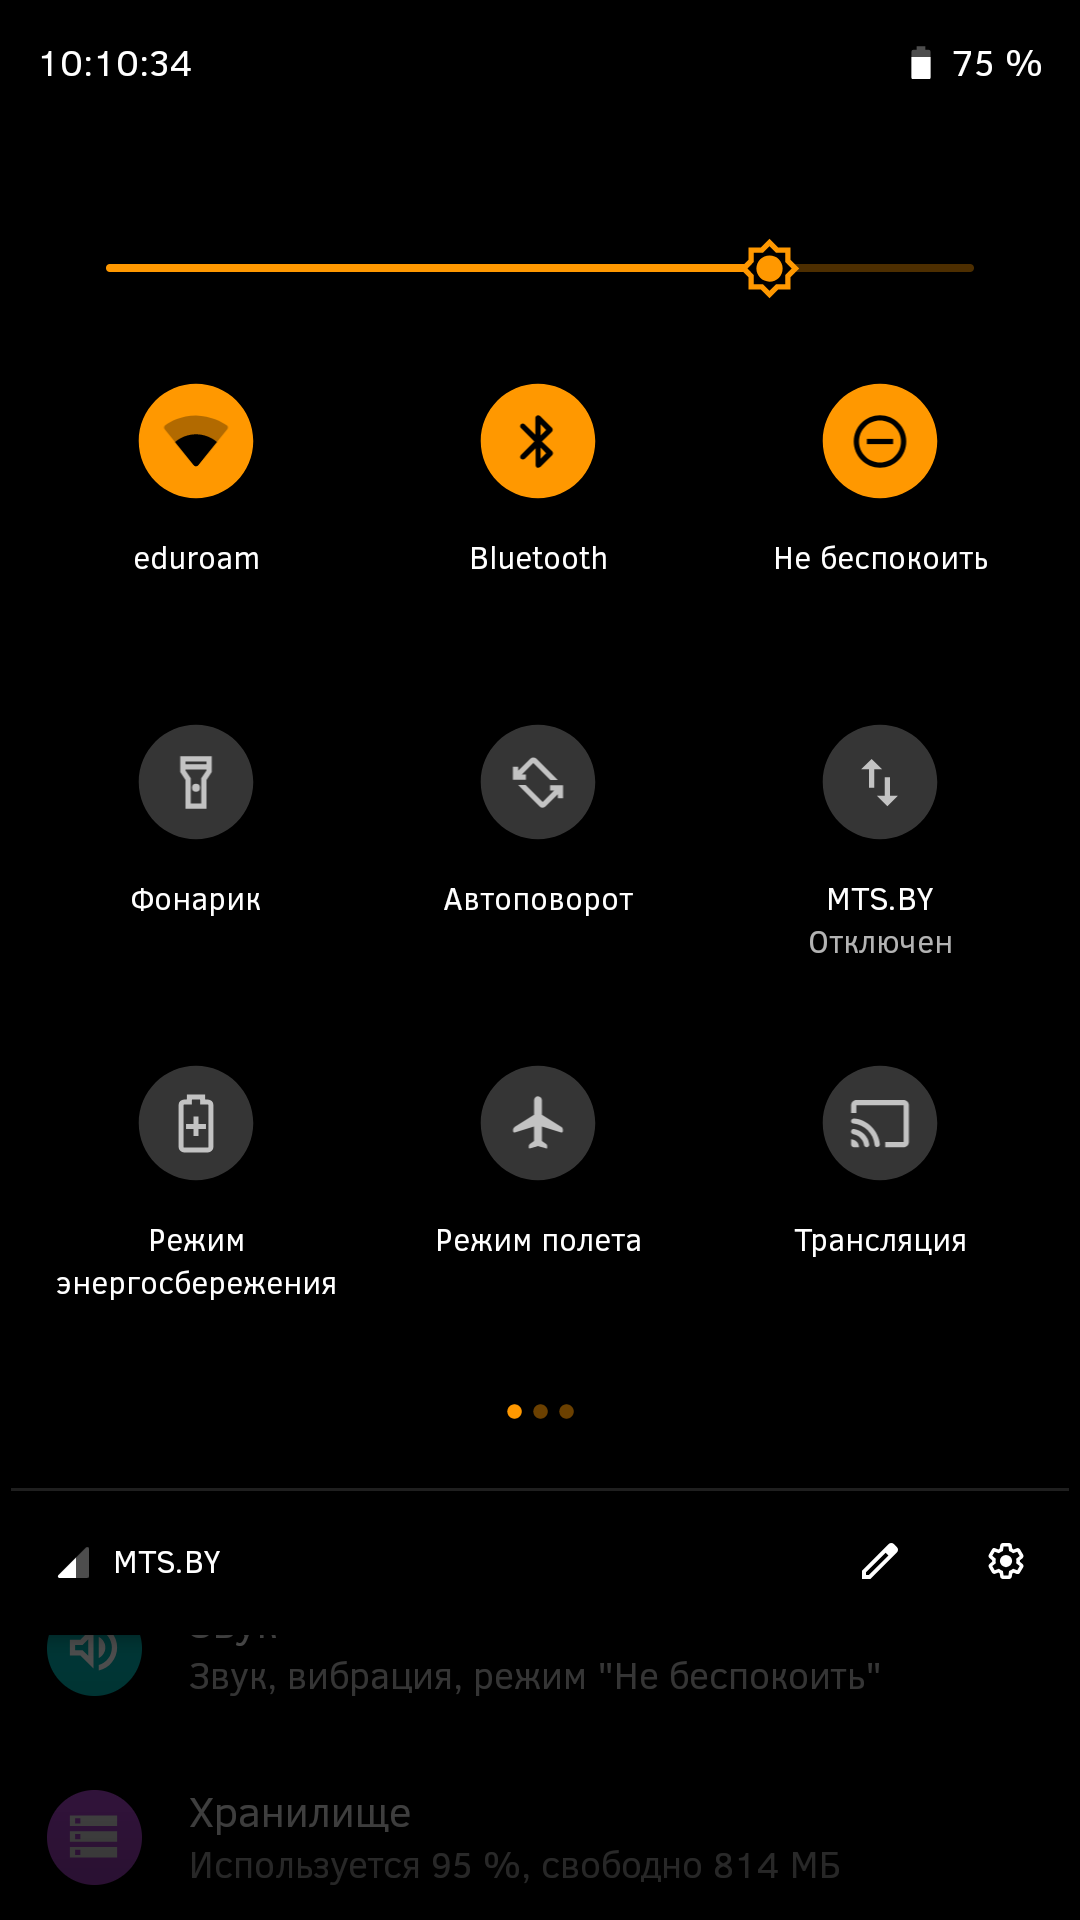 10:10:34
75 %
eduroam
Bluetooth
Не беспокоить
Фонарик
Автоповорот
MTS.BY
Отключен
Режим
энергосбережения
Режим полета
Трансляция
MTS.BY
Звук
Звук, вибрация, режим "Не беспокоить"
Хранилище
Используется 95 %, свободно 814 МБ